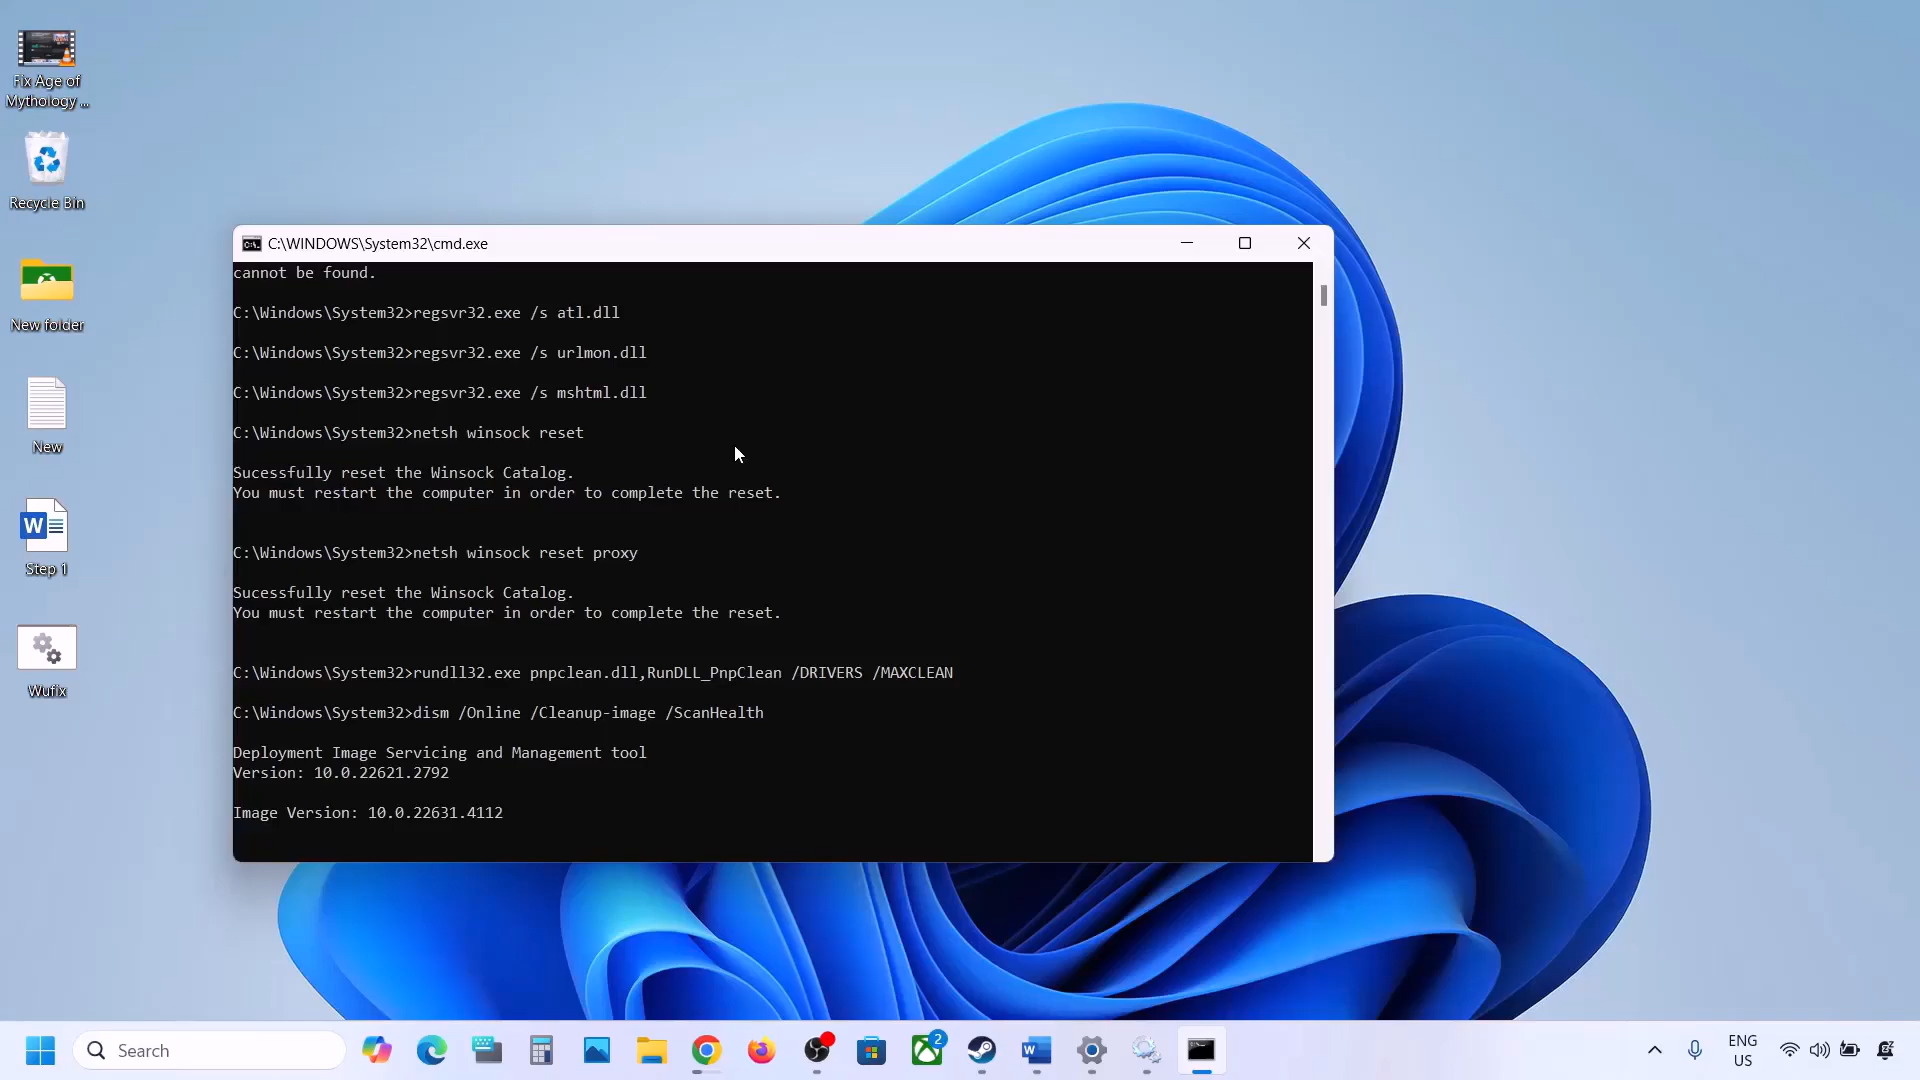 Fix Age of
Mythology ...
Recycle Bin
New folder
New
Step 1
Wufix
C:\WINDOWS\System32\cmd.exe
cannot be found.
C:\Windows\System32>regsvr32.exe /s atl.dll
C:\Windows\System32>regsvr32.exe /s urlmon.dll
C:\Windows\System32>regsvr32.exe /s mshtml.dll
C:\Windows\System32>netsh winsock reset
Sucessfully reset the Winsock Catalog.
You must restart the computer in order to complete the reset.
C:\Windows\System32>netsh winsock reset proxy
Sucessfully reset the Winsock Catalog.
You must restart the computer in order to complete the reset.
C:\Windows\System32>rundll32.exe pnpclean.dll,RunDLL_PnpClean /DRIVERS /MAXCLEAN
C:\Windows\System32>dism /Online /Cleanup-image /ScanHealth
Deployment Image Servicing and Management tool
Version: 10.0.22621.2792
Image Version: 10.0.22631.4112
Search
2
ENG
US